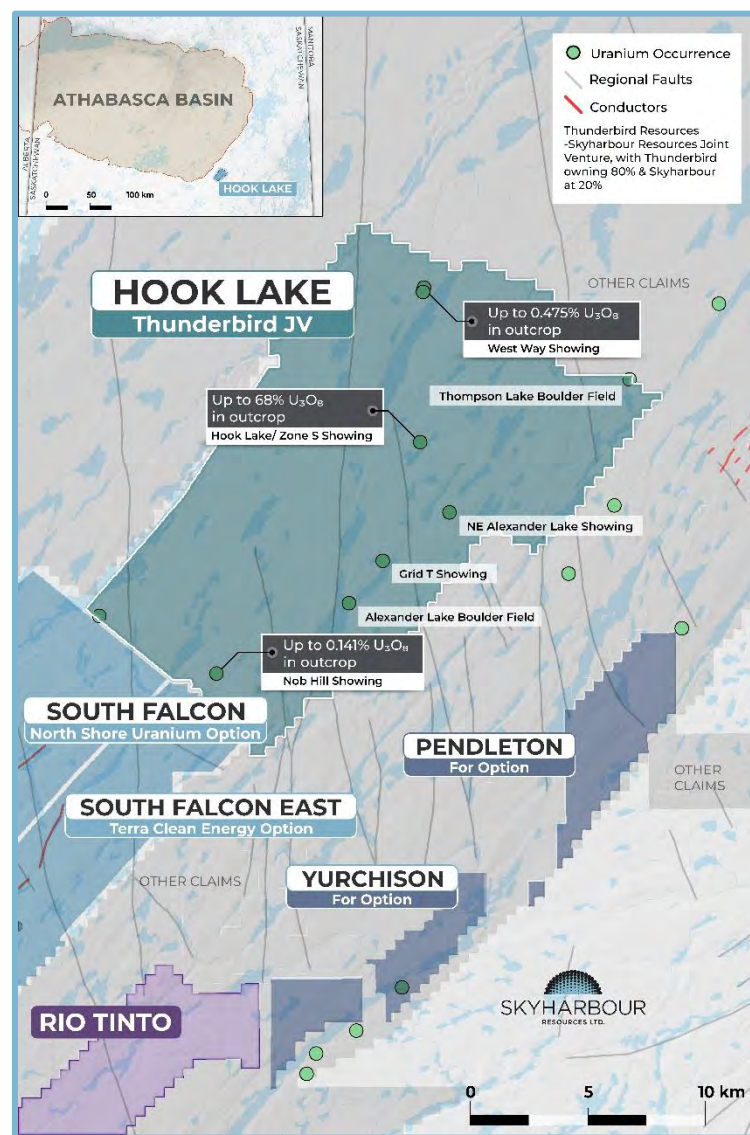 ATHABASCA BASIN
ALBERTA
SASKATCHEWAN
MANITOBA
SASKATCHEWAN
HOOK LAKE
0 50 100 km
Uranium Occurrence
Regional Faults
Conductors
Thunderbird Resources
-Skyharbour Resources Joint
Venture, with Thunderbird
owning 80% & Skyharbour
at 20%
OTHER CLAIMS
HOOK LAKE
Thunderbird JV
Up to 0.475% U₃O₈
in outcrop
West Way Showing
Thompson Lake Boulder Field
Up to 68% U₃O₈
in outcrop
Hook Lake/ Zone S Showing
NE Alexander Lake Showing
Grid T Showing
Alexander Lake Boulder Field
Up to 0.141% U₃O₈
in outcrop
Nob Hill Showing
SOUTH FALCON
North Shore Uranium Option
PENDLETON
For Option
OTHER
CLAIMS
SOUTH FALCON EAST
Terra Clean Energy Option
OTHER CLAIMS
YURCHISON
For Option
RIO TINTO
SKYHARBOUR
RESOURCES LTD.
0 5 10 km